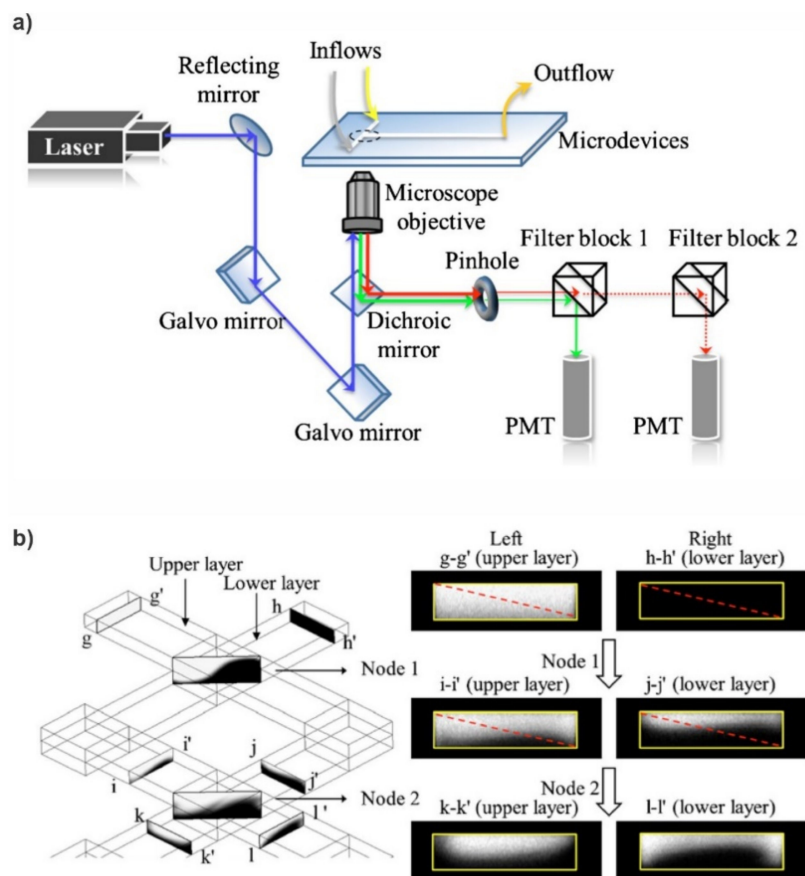 a)
Inflows
Reflecting
mirror
Outflow
Laser
Microdevices
Microscope
objective
Filter block 1
Filter block 2
Pinhole
Galvo mirror
Dichroic
mirror
Galvo mirror
PMT
PMT
b)
Left
Right
Upper layer
g-g' (upper layer)
h-h' (lower layer)
Lower layer
g'
h
g
h'
Node 1
Node 1
i-i' (upper layer)
j-j' (lower layer)
i'
j
i
j'
Node 2
Node 2
k
l'
k-k' (upper layer)
l-l' (lower layer)
k'
l